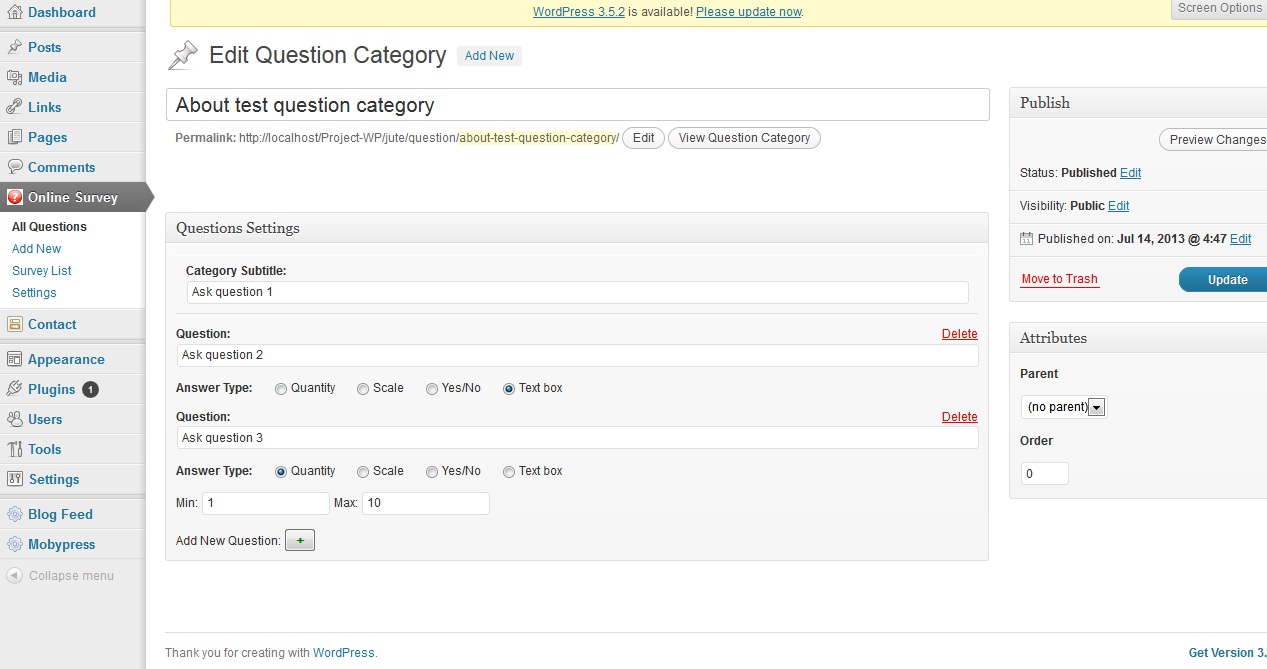 WordPress 3.5.2 is available! Please update now.
Screen Options
Dashboard
Posts
Media
Links
Pages
Comments
Online Survey
All Questions
Add New
Survey List
Settings
Contact
Appearance
Plugins 1
Users
Tools
Settings
Blog Feed
Mobypress
Collapse menu
Edit Question Category Add New
About test question category
Permalink: http://localhost/Project-WP/jute/question/about-test-question-category/ Edit View Question Category
Questions Settings
Category Subtitle:
Ask question 1
Question: Delete
Ask question 2
Answer Type: Quantity Scale Yes/No Text box
Question: Delete
Ask question 3
Answer Type: Quantity Scale Yes/No Text box
Min: 1 Max: 10
Add New Question: +
Publish
Preview Changes
Status: Published Edit
Visibility: Public Edit
Published on: Jul 14, 2013 @ 4:47 Edit
Move to Trash Update
Attributes
Parent
(no parent)
Order
0
Thank you for creating with WordPress.
Get Version 3.